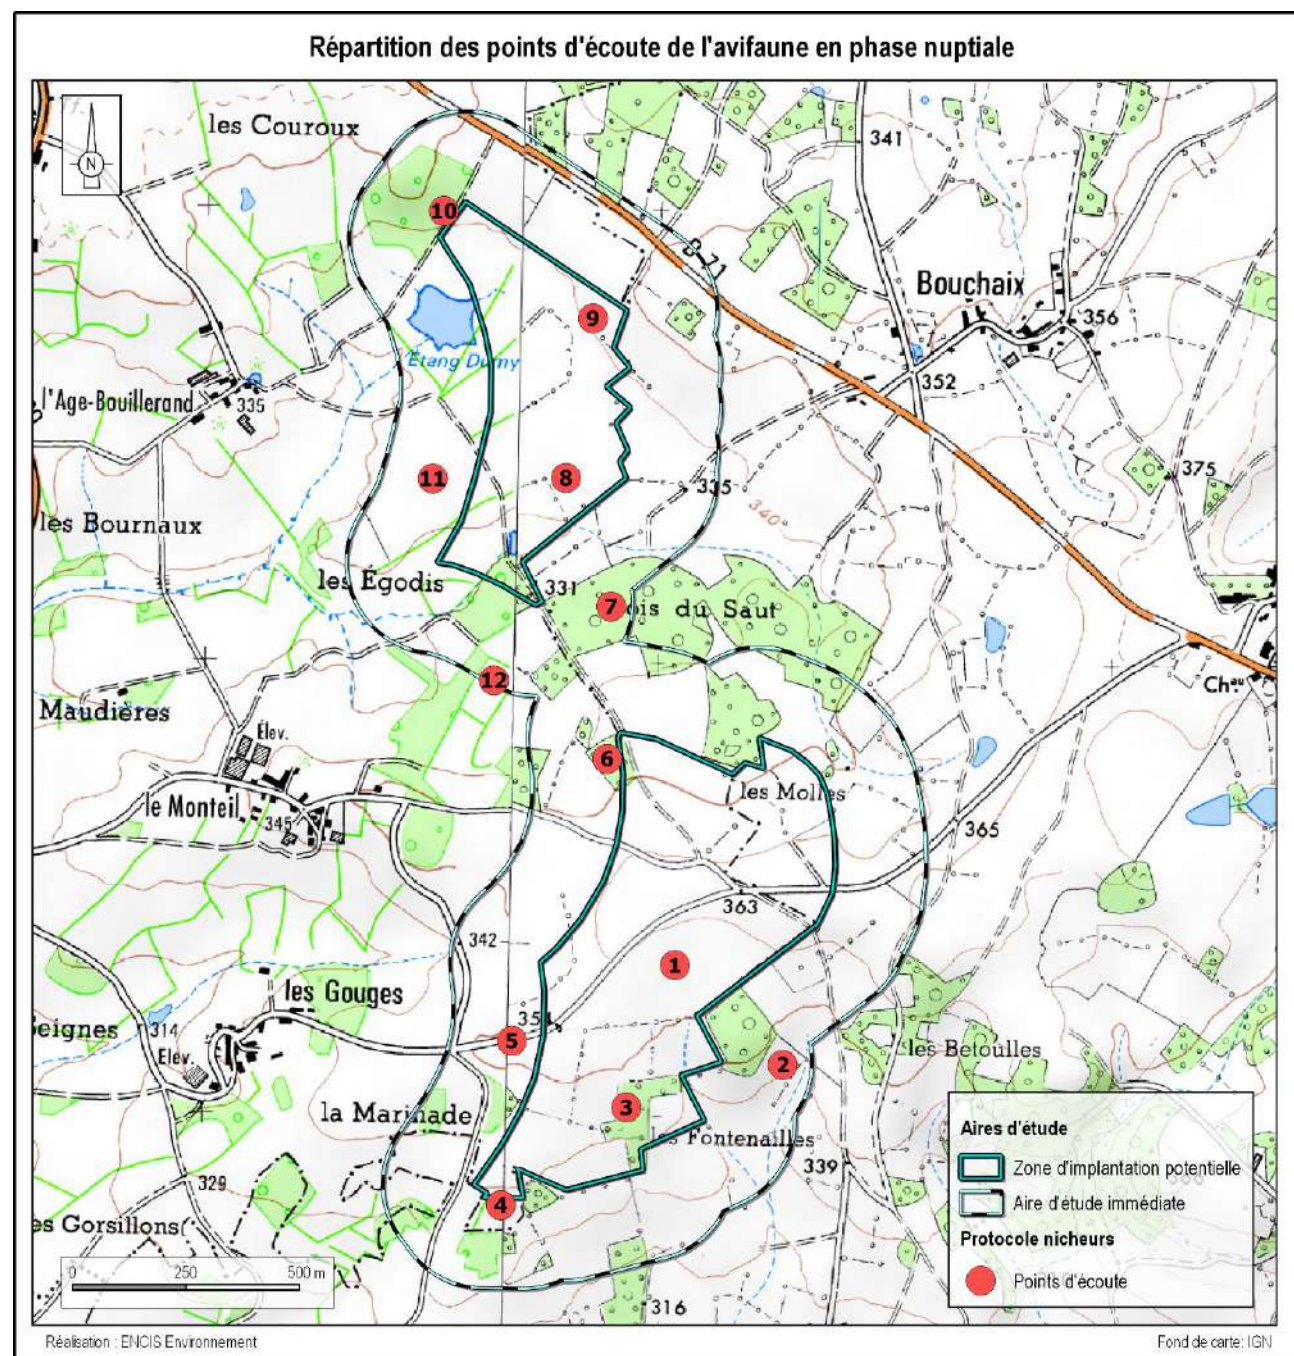 Répartition des points d'écoute de l'avifaune en phase nuptiale
les Couroux
341
N
10
D 71
Bouchaix
356
9
Étang Durny
352
l'Age-Bouillerand
335
375
11
8
335
340
les Bournaux
les Égodis
331
7
Bois du Saut
12
Ch.au
Maudières
Élev.
6
les Molles
le Monteil
345
365
363
342
1
les Gouges
354
314
5
les Betoulles
Elev.
2
3
la Marinade
les Fontenailles
339
329
4
316
0 250 500 m
Aires d'étude
Zone d'implantation potentielle
Aire d'étude immédiate
Protocole nicheurs
Points d'écoute
Réalisation : ENCIS Environnement
Fond de carte: IGN